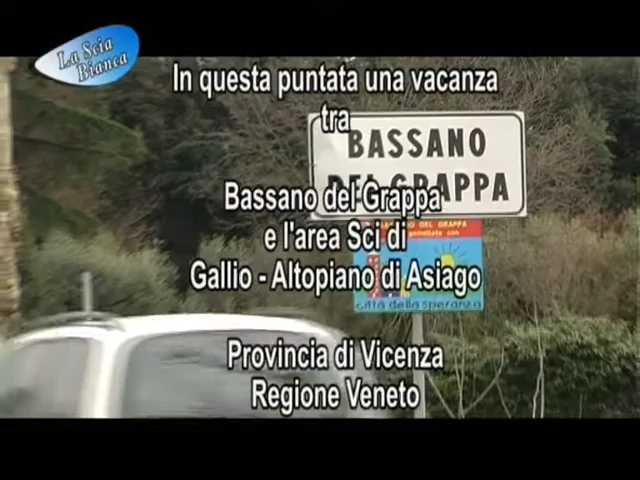 La Scia
Bianca
In questa puntata una vacanza
tra
BASSANO
DEL GRAPPA
Bassano del Grappa
e l'area Sci di
Gallio - Altopiano di Asiago
città della speranza
Provincia di Vicenza
Regione Veneto